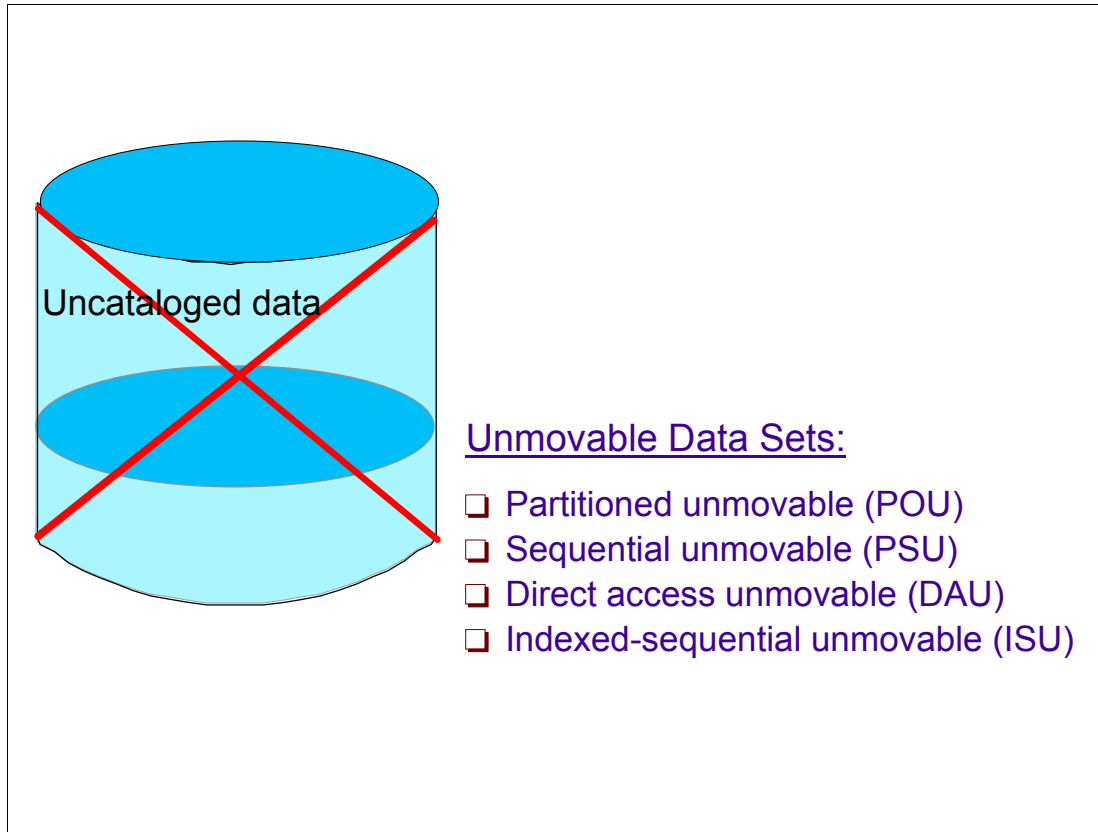 Uncataloged data
Unmovable Data Sets:
❑ Partitioned unmovable (POU)
❑ Sequential unmovable (PSU)
❑ Direct access unmovable (DAU)
❑ Indexed-sequential unmovable (ISU)